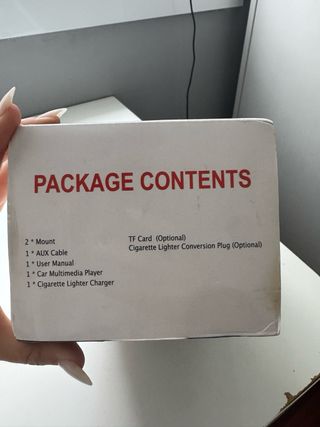 PACKAGE CONTENTS
2 * Mount
1 * AUX Cable
1 * User Manual
1 * Car Multimedia Player
1 * Cigarette Lighter Charger
TF Card (Optional)
Cigarette Lighter Conversion Plug (Optional)